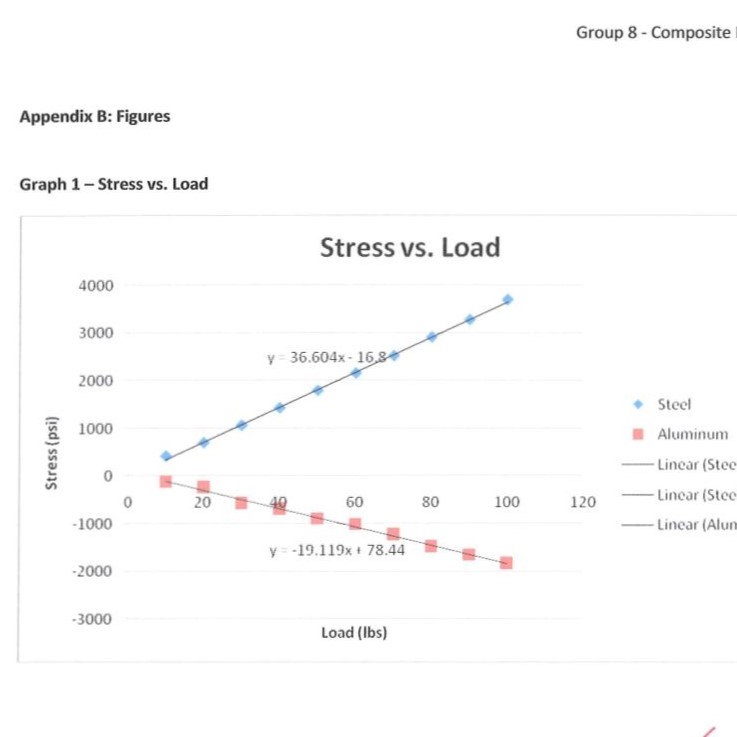 Group 8 - Composite
Appendix B: Figures
Graph 1 – Stress vs. Load
Stress vs. Load
4000
3000
y = 36.604x - 16.8
2000
1000
Stress (psi)
0
0 20 40 60 80 100 120
-1000
y = -19.119x + 78.44
-2000
-3000
Load (lbs)
Steel
Aluminum
Linear (Stee
Linear (Stee
Linear (Alum